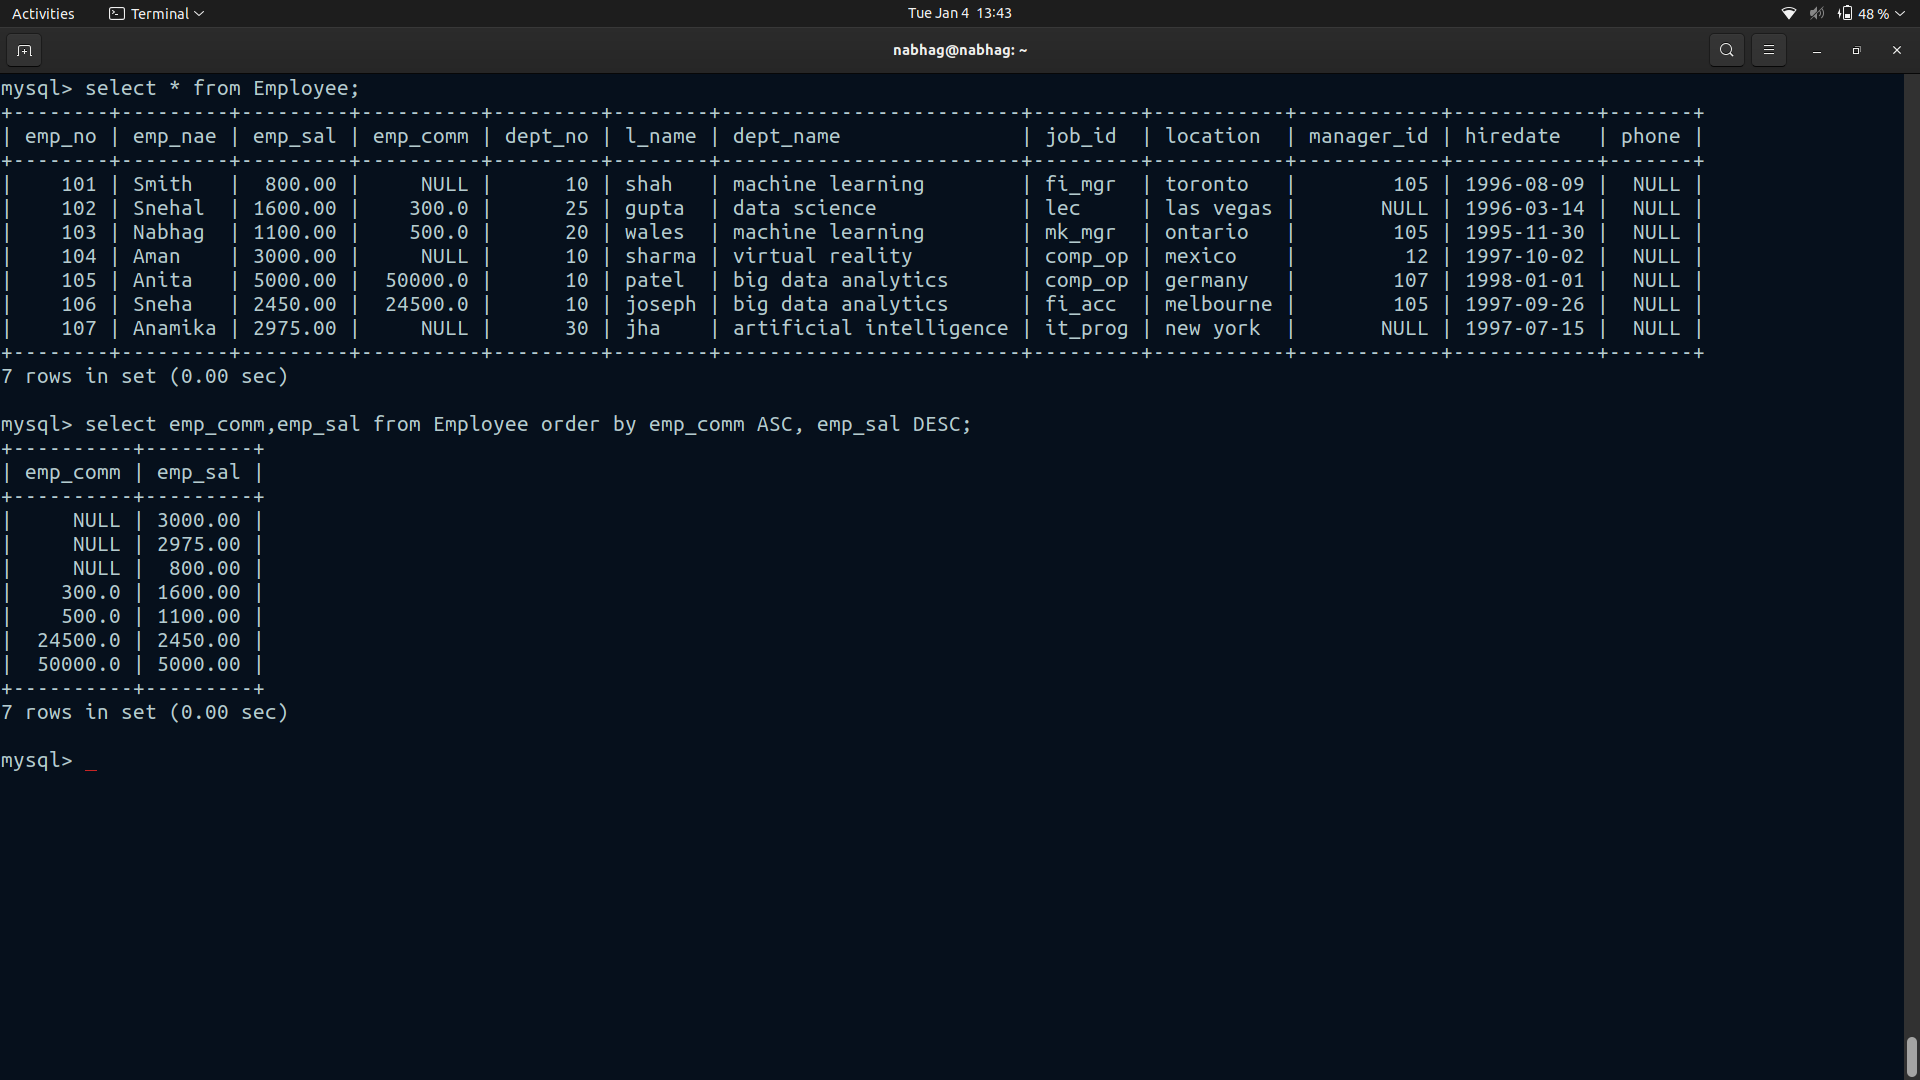 Activities Terminal Tue Jan 4 13:43 48 %
nabhag@nabhag: ~
mysql> select * from Employee;
+--------+---------+---------+----------+---------+--------+-------------------------+---------+-----------+------------+------------+-------+
| emp_no | emp_nae | emp_sal | emp_comm | dept_no | l_name | dept_name               | job_id  | location  | manager_id | hiredate   | phone |
+--------+---------+---------+----------+---------+--------+-------------------------+---------+-----------+------------+------------+-------+
|    101 | Smith   |  800.00 |     NULL |      10 | shah   | machine learning        | fi_mgr  | toronto   |        105 | 1996-08-09 |  NULL |
|    102 | Snehal  | 1600.00 |    300.0 |      25 | gupta  | data science            | lec     | las vegas |       NULL | 1996-03-14 |  NULL |
|    103 | Nabhag  | 1100.00 |    500.0 |      20 | wales  | machine learning        | mk_mgr  | ontario   |        105 | 1995-11-30 |  NULL |
|    104 | Aman    | 3000.00 |     NULL |      10 | sharma | virtual reality         | comp_op | mexico    |         12 | 1997-10-02 |  NULL |
|    105 | Anita   | 5000.00 |  50000.0 |      10 | patel  | big data analytics      | comp_op | germany   |        107 | 1998-01-01 |  NULL |
|    106 | Sneha   | 2450.00 |  24500.0 |      10 | joseph | big data analytics      | fi_acc  | melbourne |        105 | 1997-09-26 |  NULL |
|    107 | Anamika | 2975.00 |     NULL |      30 | jha    | artificial intelligence | it_prog | new york  |       NULL | 1997-07-15 |  NULL |
+--------+---------+---------+----------+---------+--------+-------------------------+---------+-----------+------------+------------+-------+
7 rows in set (0.00 sec)
mysql> select emp_comm,emp_sal from Employee order by emp_comm ASC, emp_sal DESC;
+----------+---------+
| emp_comm | emp_sal |
+----------+---------+
|     NULL | 3000.00 |
|     NULL | 2975.00 |
|     NULL |  800.00 |
|    300.0 | 1600.00 |
|    500.0 | 1100.00 |
|  24500.0 | 2450.00 |
|  50000.0 | 5000.00 |
+----------+---------+
7 rows in set (0.00 sec)
mysql> _